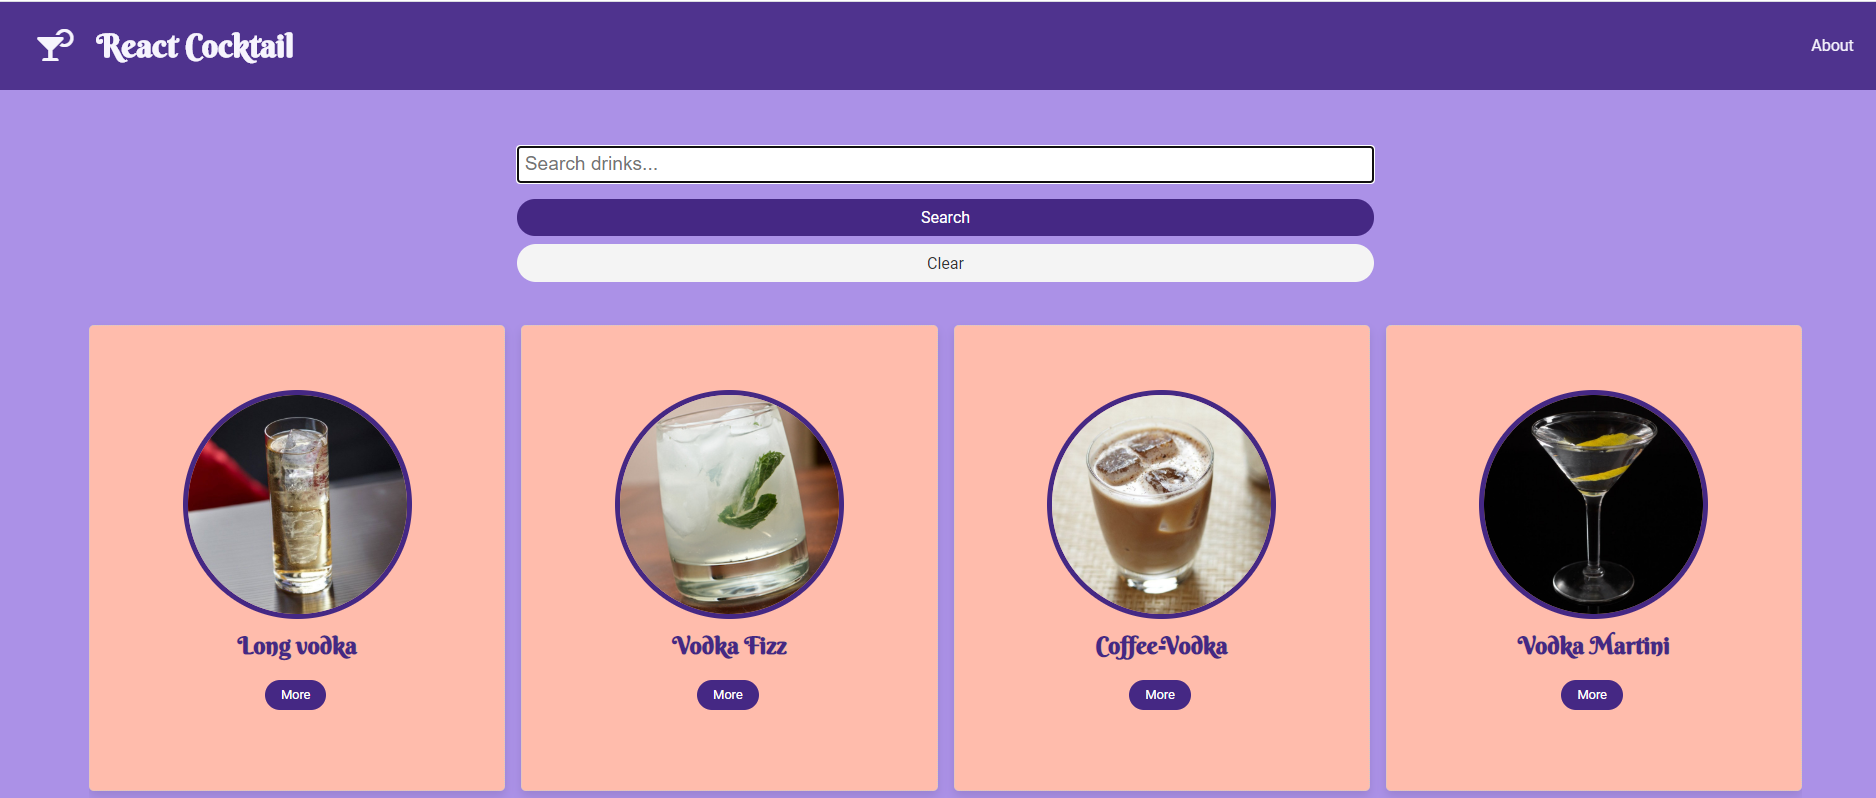 React Cocktail
About
Search drinks...
Search
Clear
Long vodka
Vodka Fizz
Coffee-Vodka
Vodka Martini
More
More
More
More